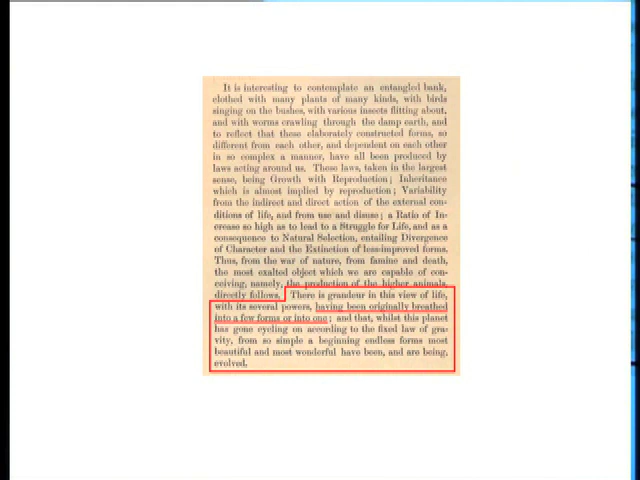 It is interesting to contemplate an entangled bank,
clothed with many plants of many kinds, with birds
singing on the bushes, with various insects flitting about,
and with worms crawling through the damp earth, and
to reflect that these elaborately constructed forms, so
different from each other, and dependent on each other
in so complex a manner, have all been produced by
laws acting around us. These laws, taken in the largest
sense, being Growth with Reproduction; Inheritance
which is almost implied by reproduction; Variability
from the indirect and direct action of the external con-
ditions of life, and from use and disuse; a Ratio of In-
crease so high as to lead to a Struggle for Life, and as a
consequence to Natural Selection, entailing Divergence
of Character and the Extinction of less-improved forms.
Thus, from the war of nature, from famine and death,
the most exalted object which we are capable of con-
ceiving, namely, the production of the higher animals,
directly follows. There is grandeur in this view of life,
with its several powers, having been originally breathed
into a few forms or into one; and that, whilst this planet
has gone cycling on according to the fixed law of gra-
vity, from so simple a beginning endless forms most
beautiful and most wonderful have been, and are being,
evolved.